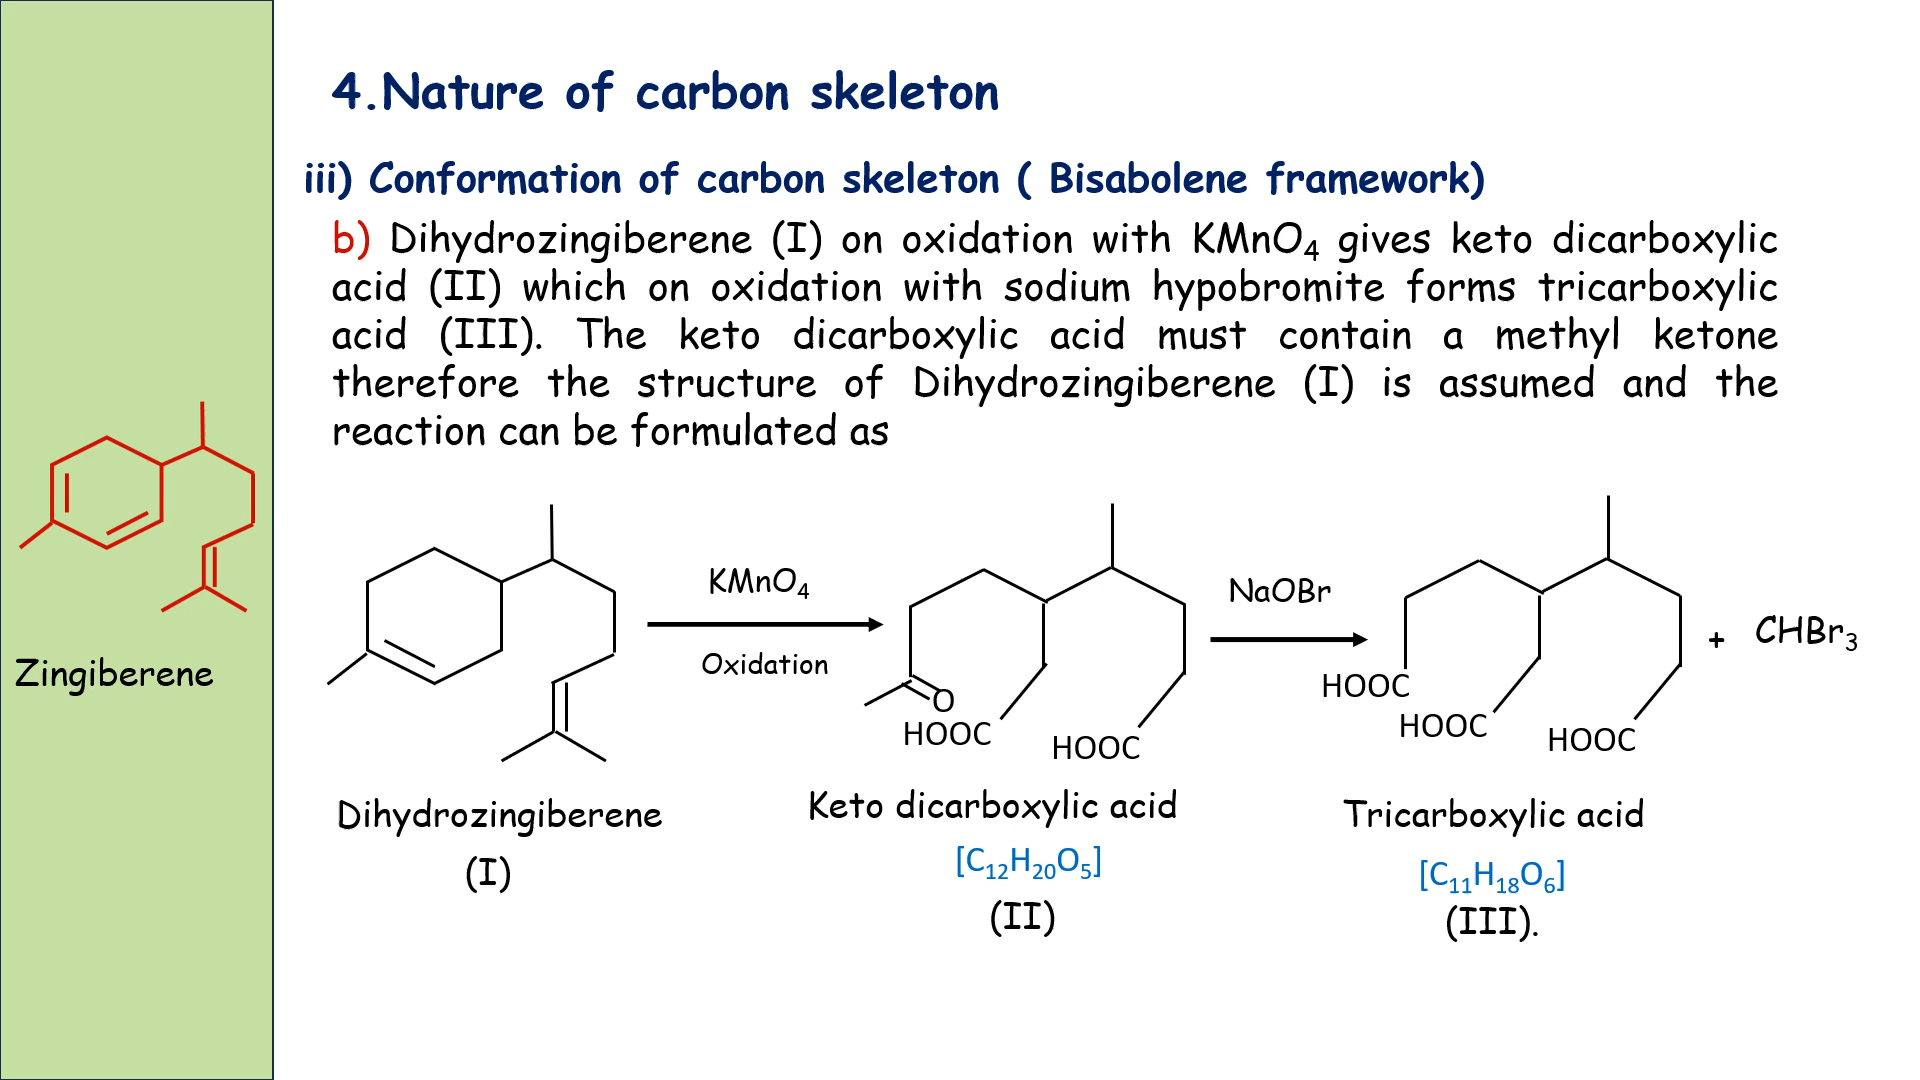 4.Nature of carbon skeleton
iii) Conformation of carbon skeleton ( Bisabolene framework)
b) Dihydrozingiberene (I) on oxidation with KMnO₄ gives keto dicarboxylic
acid (II) which on oxidation with sodium hypobromite forms tricarboxylic
acid (III). The keto dicarboxylic acid must contain a methyl ketone
therefore the structure of Dihydrozingiberene (I) is assumed and the
reaction can be formulated as
Zingiberene
KMnO₄
Oxidation
O
HOOC
HOOC
NaOBr
HOOC
HOOC
HOOC
+ CHBr₃
Dihydrozingiberene
(I)
Keto dicarboxylic acid
[C₁₂H₂₀O₅]
(II)
Tricarboxylic acid
[C₁₁H₁₈O₆]
(III).